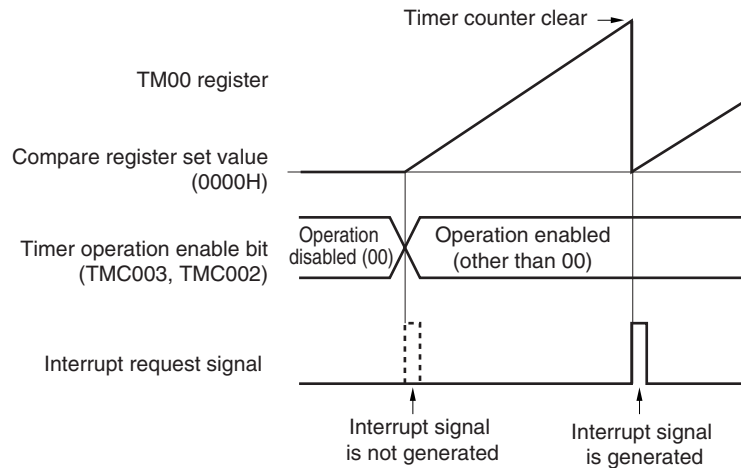 Timer counter clear
TM00 register
Compare register set value
(0000H)
Timer operation enable bit
(TMC003, TMC002)
Operation
disabled (00)
Operation enabled
(other than 00)
Interrupt request signal
Interrupt signal
is not generated
Interrupt signal
is generated